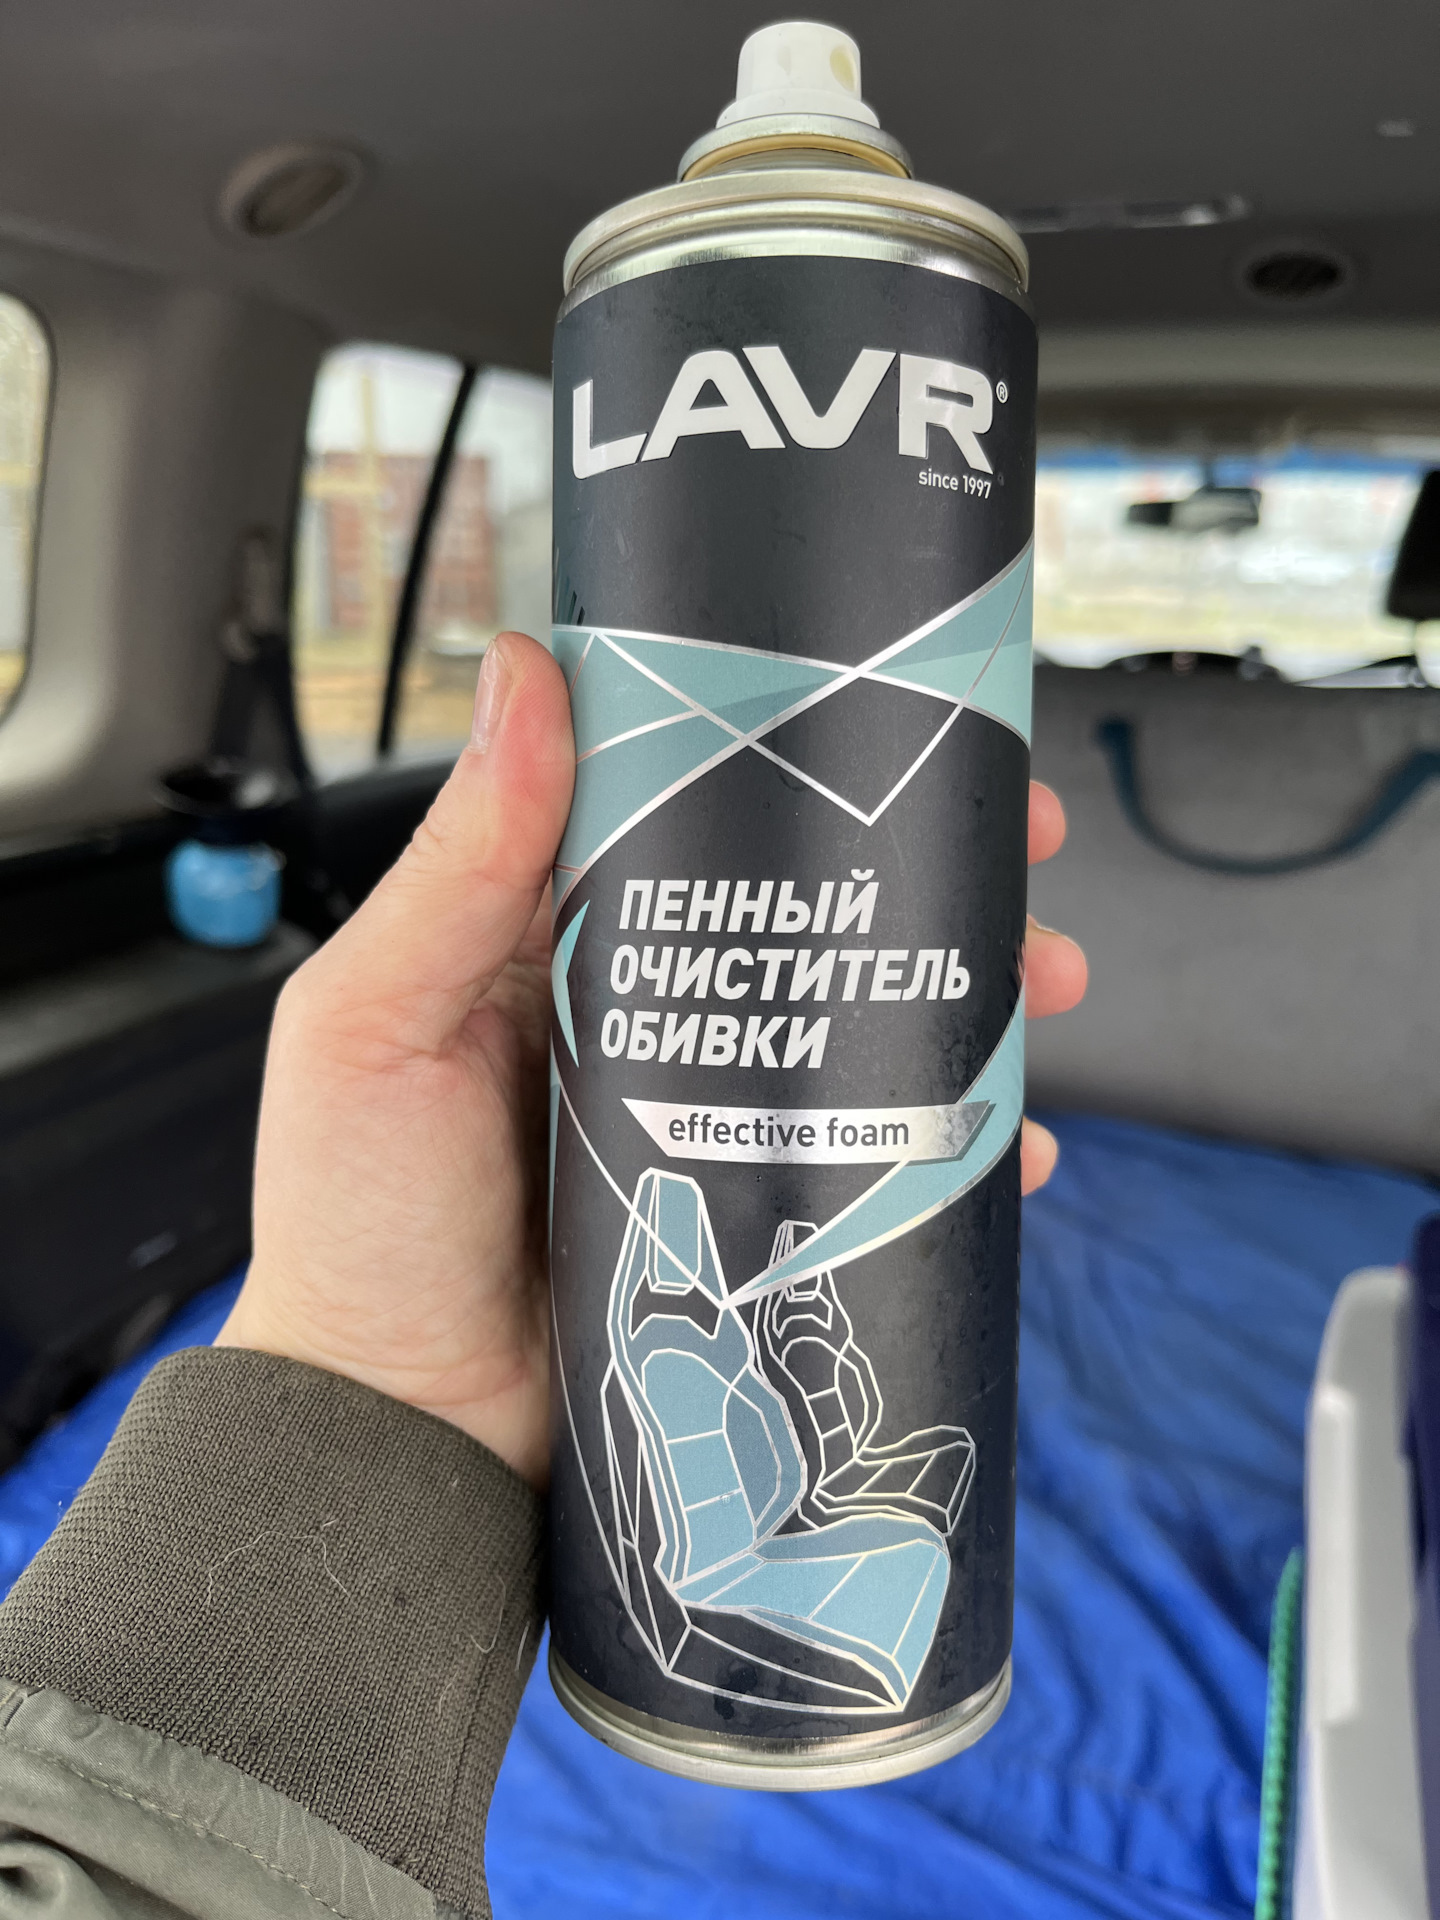 LAVR®
since 1997
ПЕННЫЙ
ОЧИСТИТЕЛЬ
ОБИВКИ
effective foam